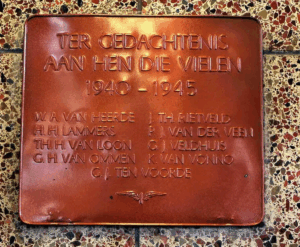 TER GEDACHTENIS
AAN HEN DIE VIELEN
1940 - 1945
W. A. VAN HEERDE J. TH. RIETVELD
H. H. LAMMERS P. J. VAN DER VEEN
TH. H. VAN LOON G. J. VELDHUIS
G. H. VAN OMMEN K. VAN
G. J. TEN VOORDE